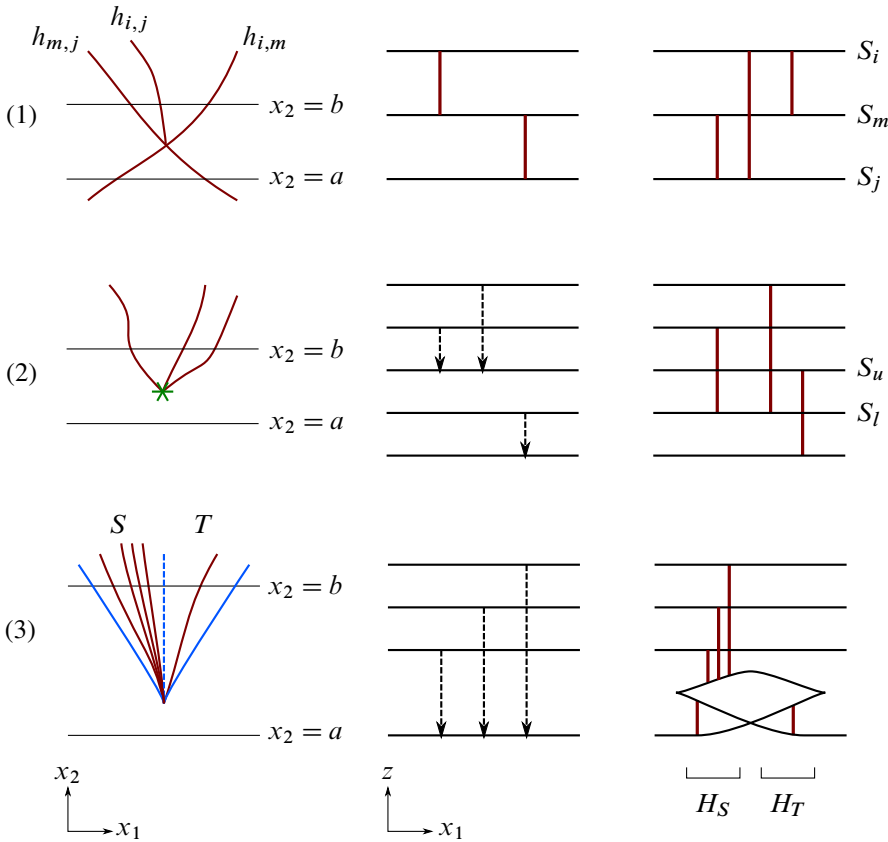 h_{i,j}
h_{m,j} h_{i,m}
(1)
x_2 = b
x_2 = a
S_i
S_m
S_j
(2)
x_2 = b
x_2 = a
S_u
S_l
(3)
S T
x_2 = b
x_2 = a
x_2
x_1
z
x_1
H_S H_T